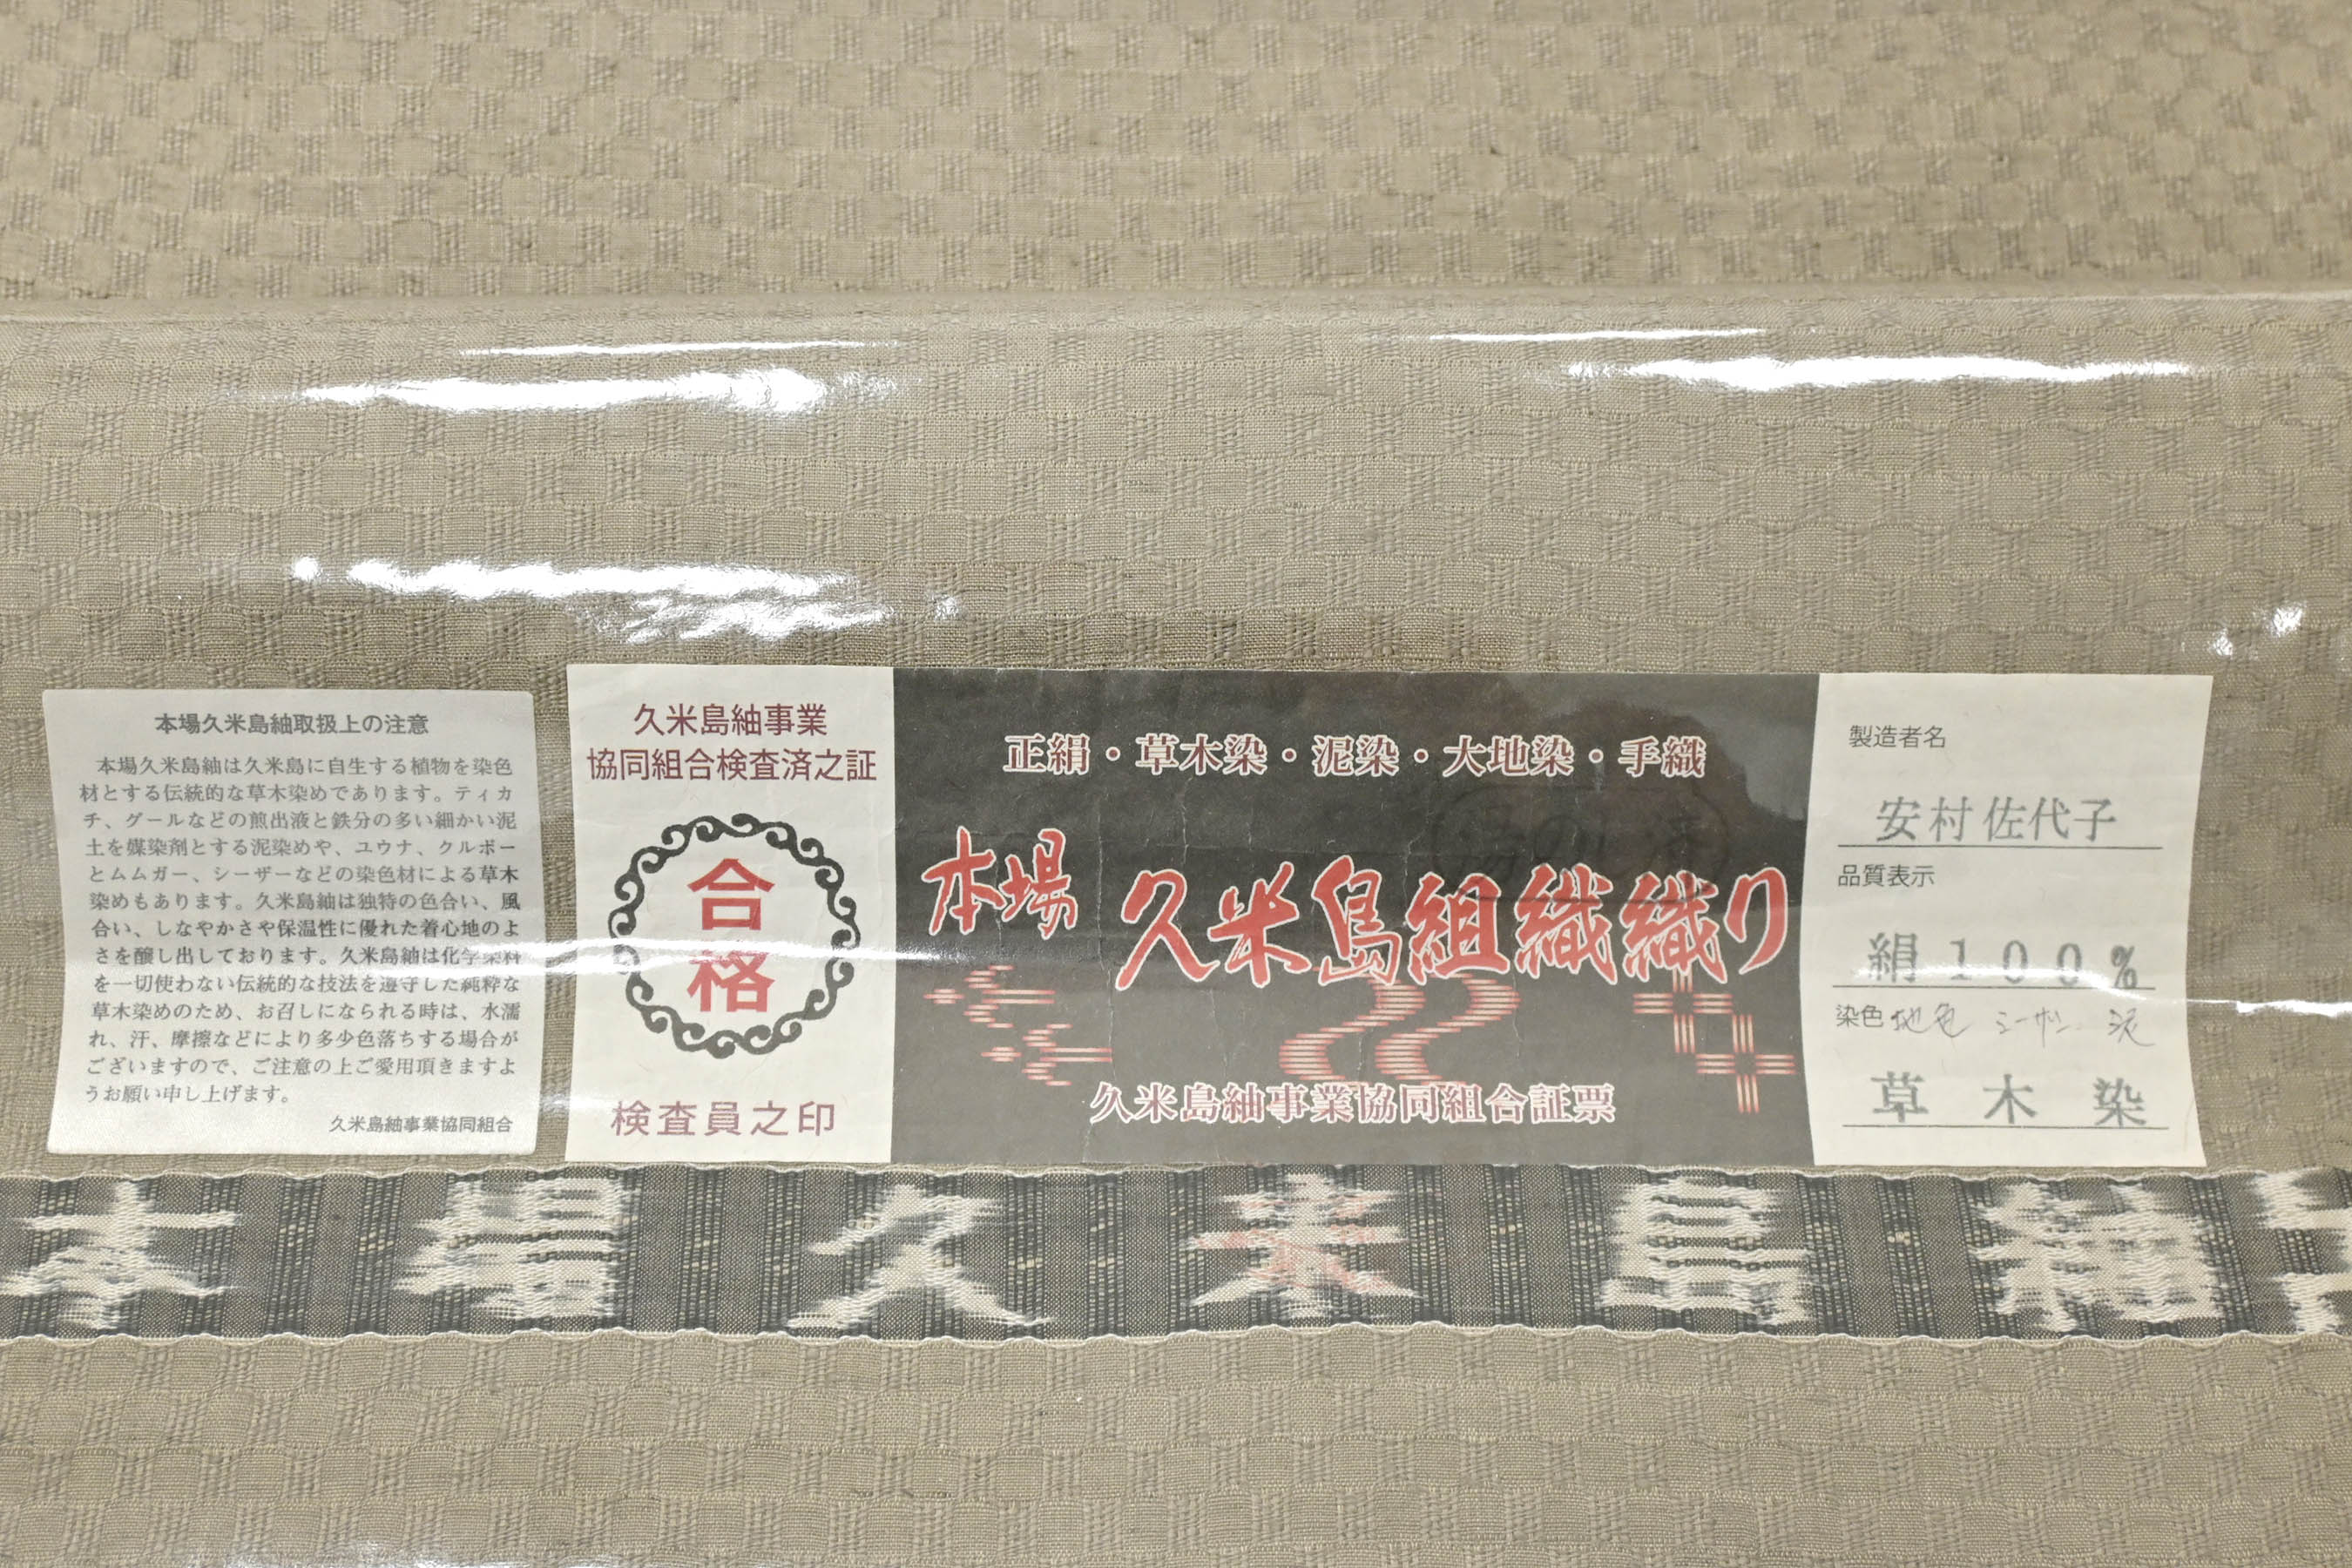 本場久米島紬取扱上の注意
本場久米島紬は久米島に自生する植物を染色
材とする伝統的な草木染めであります。ティカ
チ、グールなどの煎出液と鉄分の多い細かい泥
土を媒染剤とする泥染めや、ユウナ、クルボー
とムムガー、シーザーなどの染色材による草木
染めもあります。久米島紬は独特の色合い、風
合い、しなやかさや保温性に優れた着心地のよ
さを醸し出しております。久米島紬は化学染料
を一切使わない伝統的な技法を遵守した純粋な
草木染めのため、お召しになられる時は、水濡
れ、汗、摩擦などにより多少色落ちする場合が
ございますので、ご注意の上ご愛用頂きますよ
うお願い申し上げます。
久米島紬事業協同組合
久米島紬事業
協同組合検査済之証
合格
検査員之印
正絹・草木染・泥染・大地染・手織
湯のし済
本場 久米島組織織り
久米島紬事業協同組合証票
製造者名
安村佐代子
品質表示
絹100%
染色 地色 泥
草木染
本場久米島紬